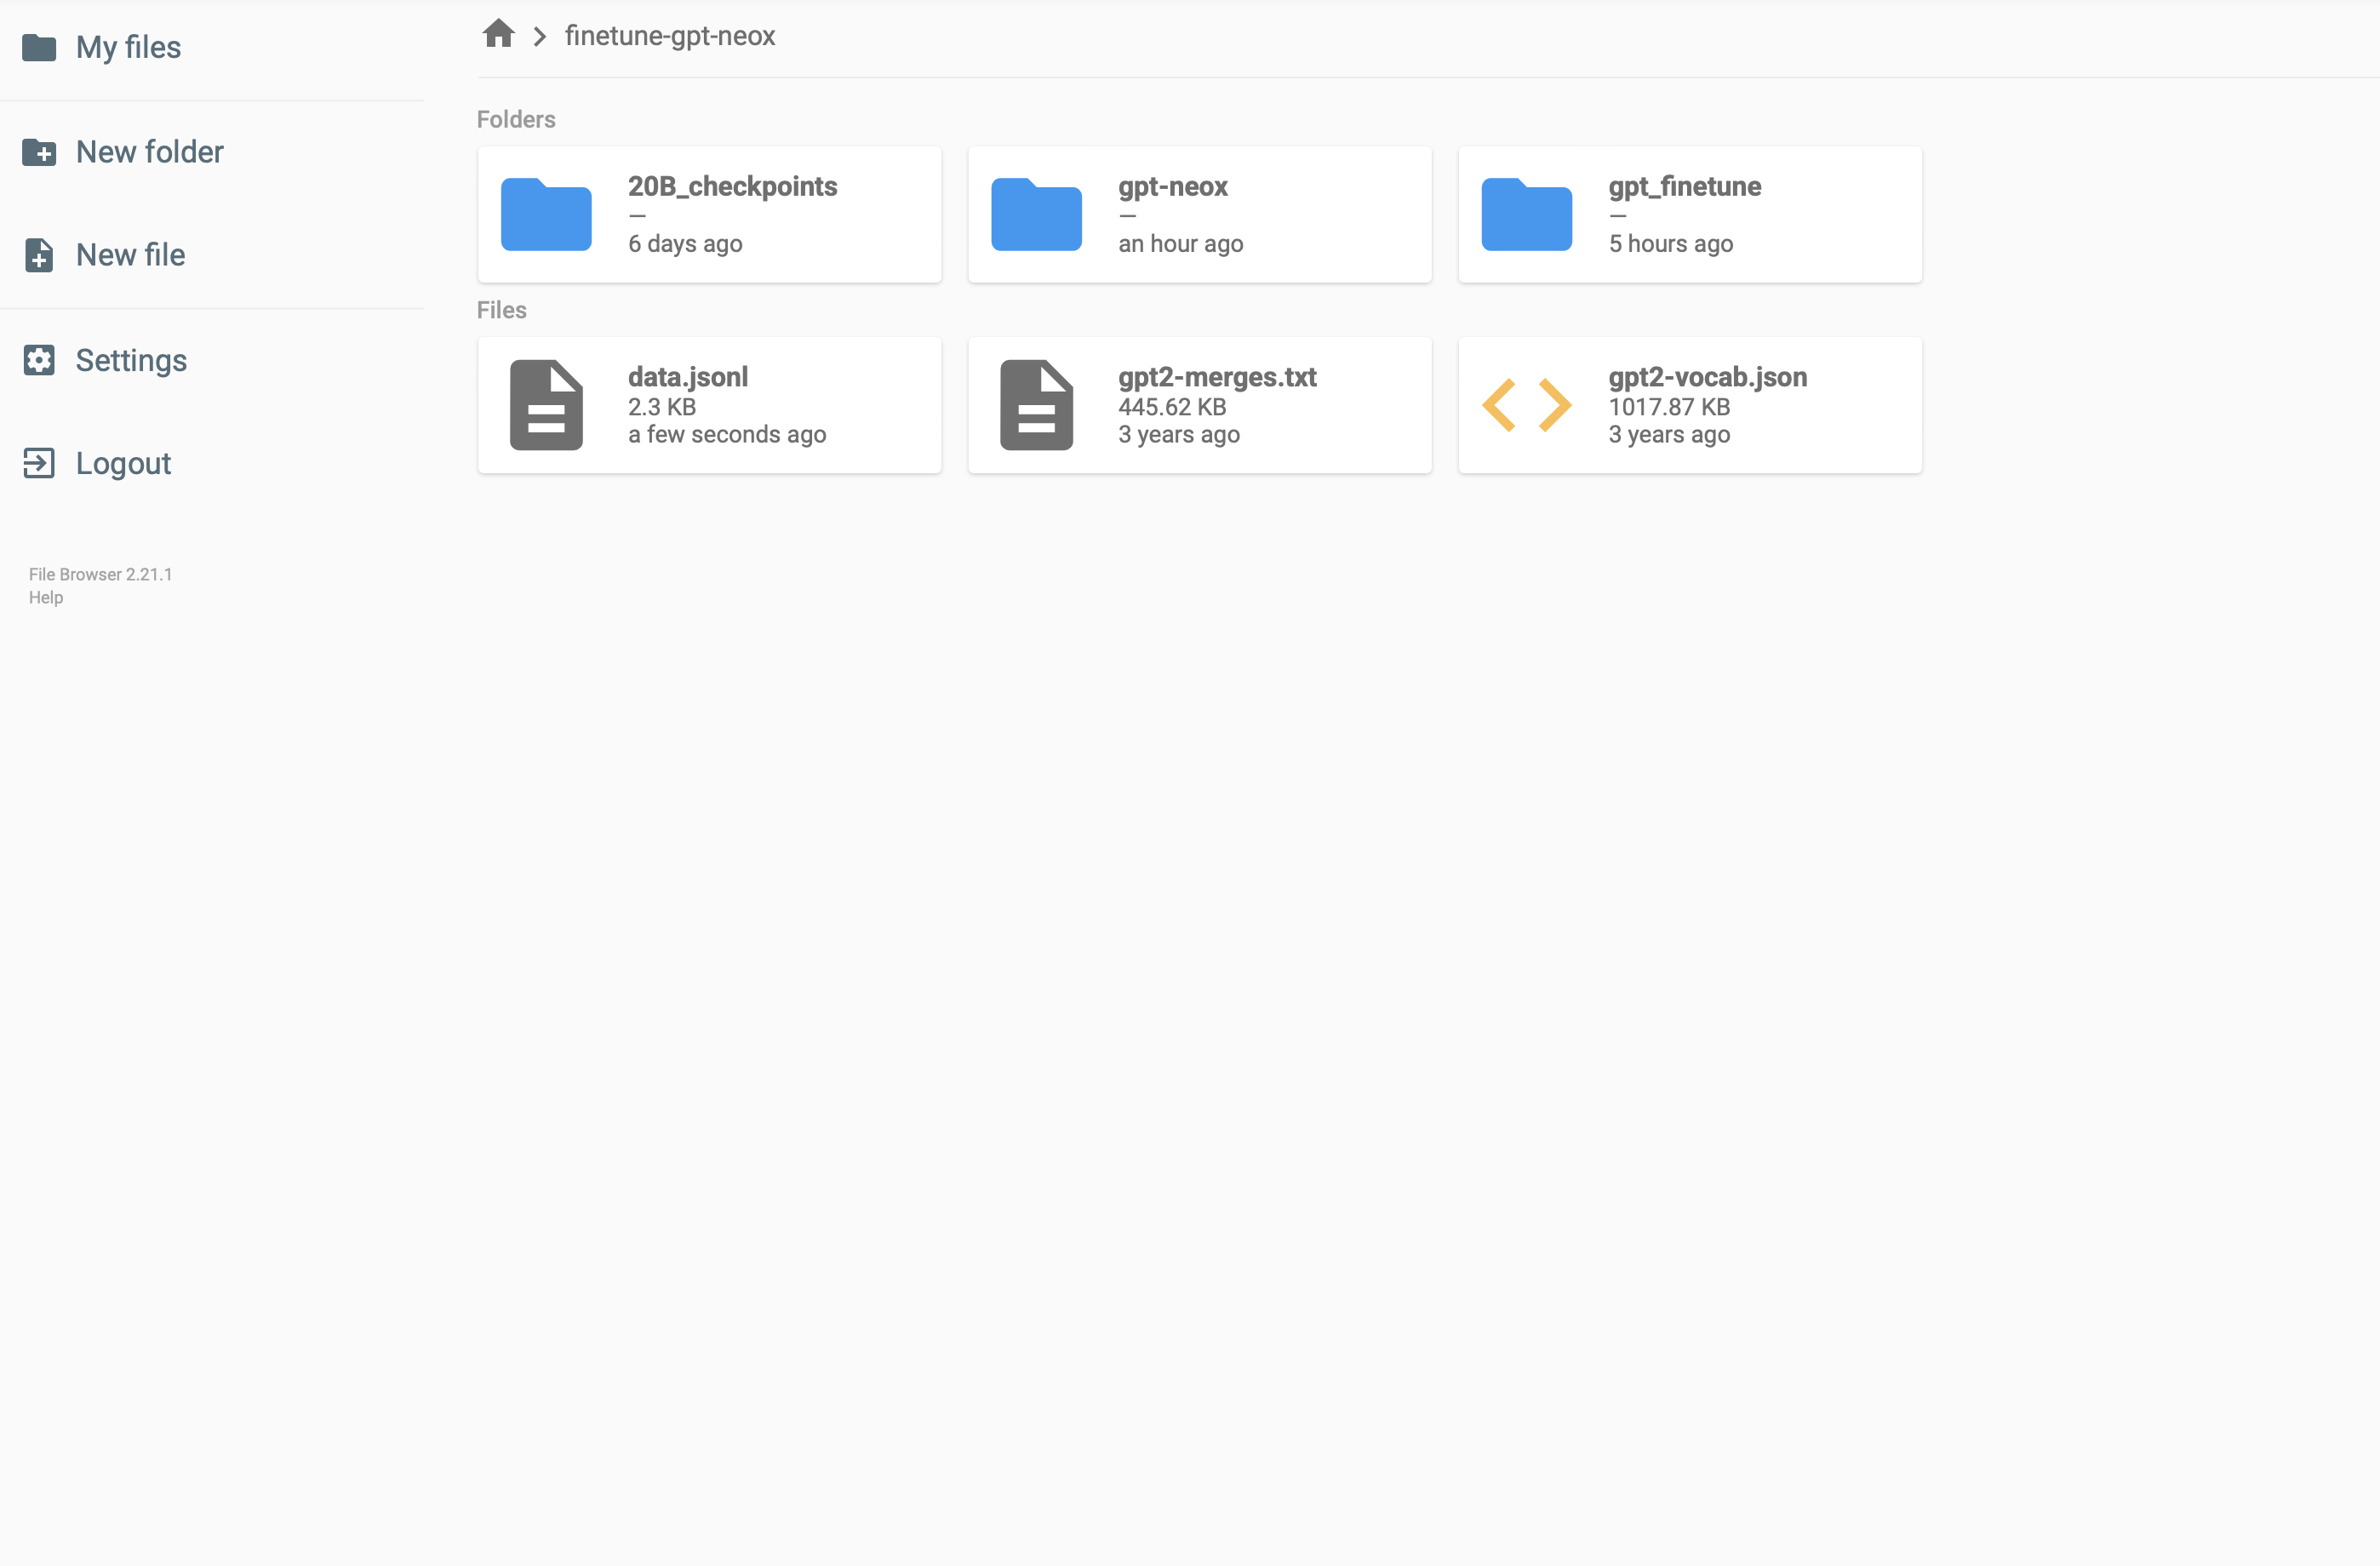 My files
New folder
New file
Settings
Logout
File Browser 2.21.1
Help
finetune-gpt-neox
Folders
20B_checkpoints
—
6 days ago
gpt-neox
—
an hour ago
gpt_finetune
—
5 hours ago
Files
data.jsonl
2.3 KB
a few seconds ago
gpt2-merges.txt
445.62 KB
3 years ago
gpt2-vocab.json
1017.87 KB
3 years ago